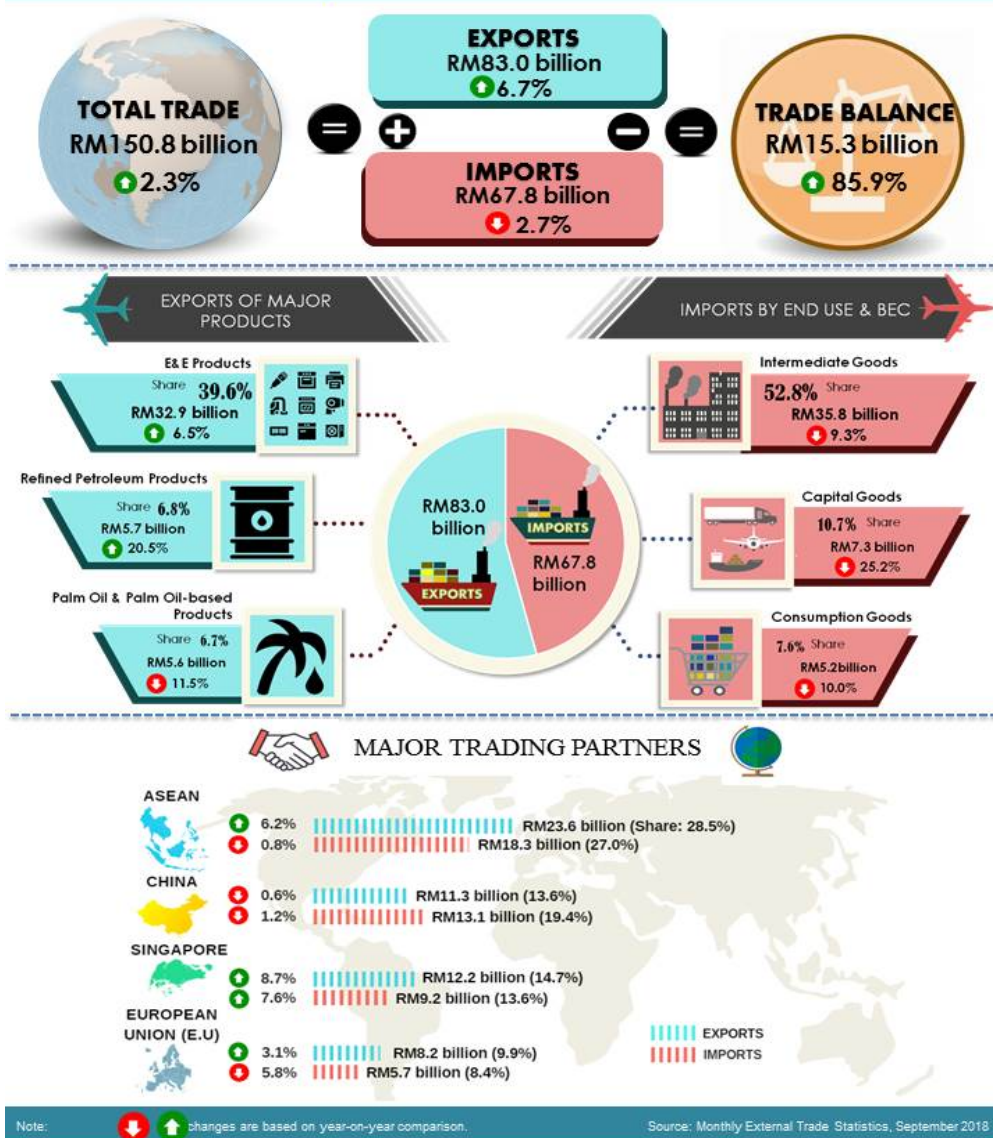 TOTAL TRADE
RM150.8 billion
2.3%
=
EXPORTS
RM83.0 billion
6.7%
+
-
IMPORTS
RM67.8 billion
2.7%
=
TRADE BALANCE
RM15.3 billion
85.9%
EXPORTS OF MAJOR
PRODUCTS
E&E Products
Share 39.6%
RM32.9 billion
6.5%
Refined Petroleum Products
Share 6.8%
RM5.7 billion
20.5%
Palm Oil & Palm Oil-based
Products
Share 6.7%
RM5.6 billion
11.5%
RM83.0
billion
EXPORTS
IMPORTS
RM67.8
billion
IMPORTS BY END USE & BEC
Intermediate Goods
52.8% Share
RM35.8 billion
9.3%
Capital Goods
10.7% Share
RM7.3 billion
25.2%
Consumption Goods
7.6% Share
RM5.2billion
10.0%
MAJOR TRADING PARTNERS
ASEAN
6.2% RM23.6 billion (Share: 28.5%)
0.8% RM18.3 billion (27.0%)
CHINA
0.6% RM11.3 billion (13.6%)
1.2% RM13.1 billion (19.4%)
SINGAPORE
8.7% RM12.2 billion (14.7%)
7.6% RM9.2 billion (13.6%)
EUROPEAN
UNION (E.U)
3.1% RM8.2 billion (9.9%)
5.8% RM5.7 billion (8.4%)
EXPORTS
IMPORTS
Note: changes are based on year-on-year comparison.
Source: Monthly External Trade Statistics, September 2018